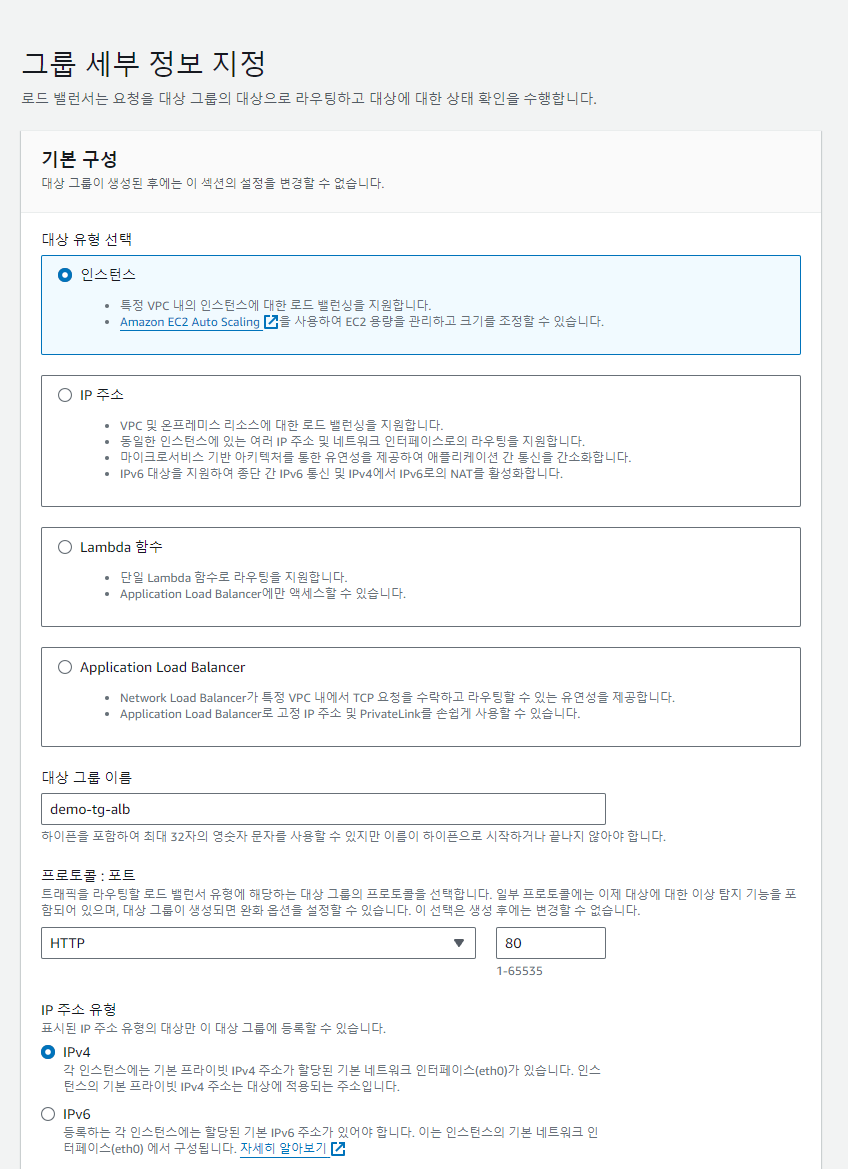 그룹 세부 정보 지정
로드 밸런서는 요청을 대상 그룹의 대상으로 라우팅하고 대상에 대한 상태 확인을 수행합니다.
기본 구성
대상 그룹이 생성된 후에는 이 섹션의 설정을 변경할 수 없습니다.
대상 유형 선택
인스턴스
특정 VPC 내의 인스턴스에 대한 로드 밸런싱을 지원합니다.
Amazon EC2 Auto Scaling을 사용하여 EC2 용량을 관리하고 크기를 조정할 수 있습니다.
IP 주소
VPC 및 온프레미스 리소스에 대한 로드 밸런싱을 지원합니다.
동일한 인스턴스에 있는 여러 IP 주소 및 네트워크 인터페이스로의 라우팅을 지원합니다.
마이크로서비스 기반 아키텍처를 통한 유연성을 제공하여 애플리케이션 간 통신을 간소화합니다.
IPv6 대상을 지원하여 종단 간 IPv6 통신 및 IPv4에서 IPv6로의 NAT를 활성화합니다.
Lambda 함수
단일 Lambda 함수로 라우팅을 지원합니다.
Application Load Balancer에만 액세스할 수 있습니다.
Application Load Balancer
Network Load Balancer가 특정 VPC 내에서 TCP 요청을 수락하고 라우팅할 수 있는 유연성을 제공합니다.
Application Load Balancer로 고정 IP 주소 및 PrivateLink를 손쉽게 사용할 수 있습니다.
대상 그룹 이름
demo-tg-alb
하이픈을 포함하여 최대 32자의 영숫자 문자를 사용할 수 있지만 이름이 하이픈으로 시작하거나 끝나지 않아야 합니다.
프로토콜 : 포트
트래픽을 라우팅할 로드 밸런서 유형에 해당하는 대상 그룹의 프로토콜을 선택합니다. 일부 프로토콜에는 이제 대상에 대한 이상 탐지 기능을 포
함되어 있으며, 대상 그룹이 생성되면 완화 옵션을 설정할 수 있습니다. 이 선택은 생성 후에는 변경할 수 없습니다.
HTTP
80
1-65535
IP 주소 유형
표시된 IP 주소 유형의 대상만 이 대상 그룹에 등록할 수 있습니다.
IPv4
각 인스턴스에는 기본 프라이빗 IPv4 주소가 할당된 기본 네트워크 인터페이스(eth0)가 있습니다. 인스
턴스의 기본 프라이빗 IPv4 주소는 대상에 적용되는 주소입니다.
IPv6
등록하는 각 인스턴스에는 할당된 기본 IPv6 주소가 있어야 합니다. 이는 인스턴스의 기본 네트워크 인
터페이스(eth0) 에서 구성됩니다. 자세히 알아보기